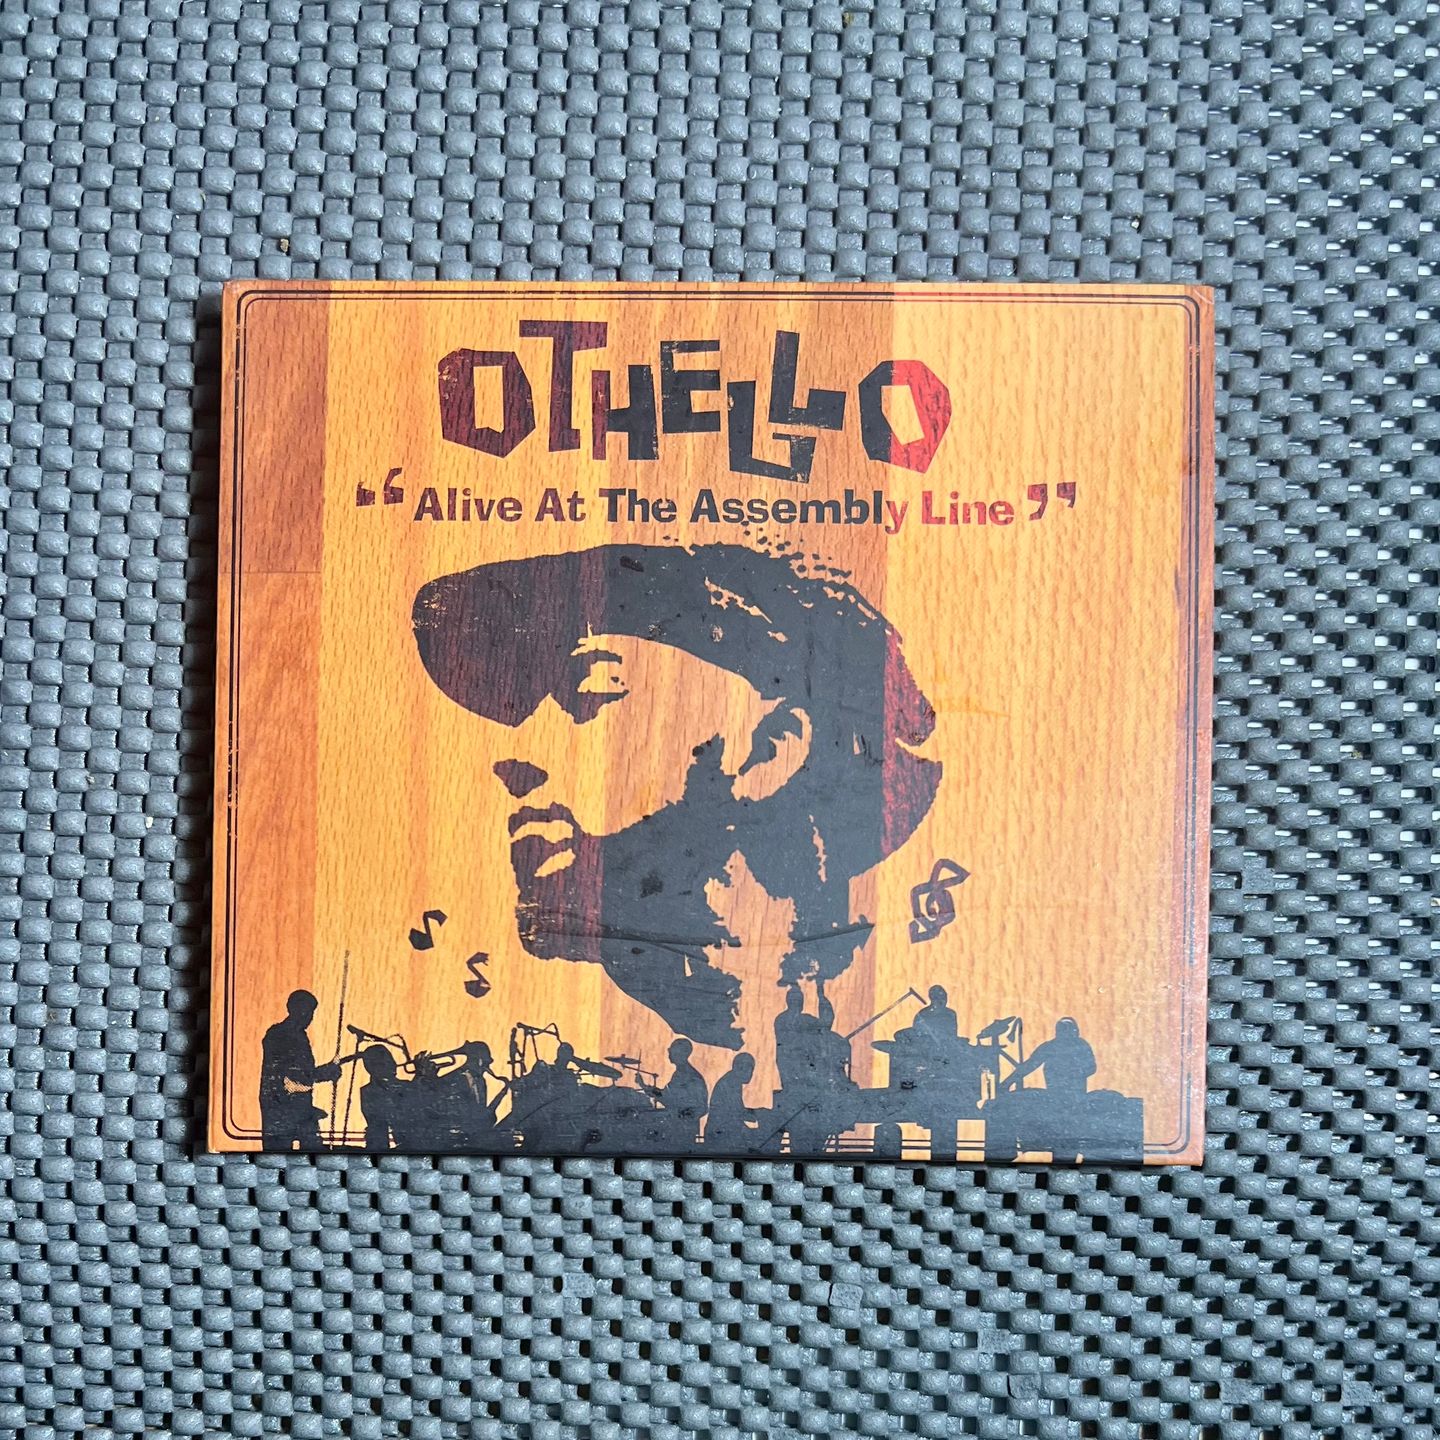 OTHELLO
“Alive At The Assembly Line”